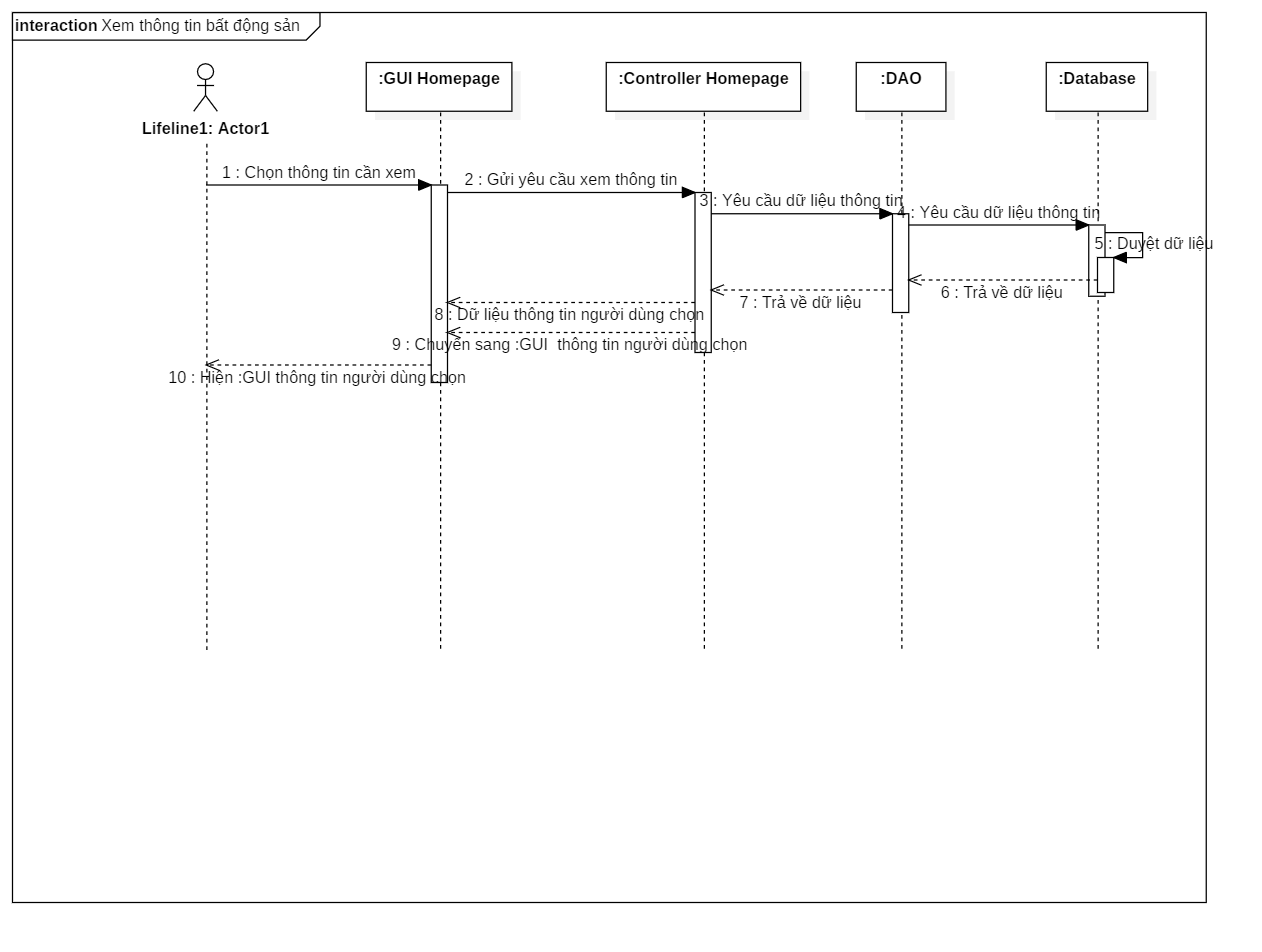 interaction Xem thông tin bất động sản
:GUI Homepage
:Controller Homepage
:DAO
:Database
Lifeline1: Actor1
1 : Chọn thông tin cần xem
2 : Gửi yêu cầu xem thông tin
3 : Yêu cầu dữ liệu thông tin
4 : Yêu cầu dữ liệu thông tin
5 : Duyệt dữ liệu
6 : Trả về dữ liệu
7 : Trả về dữ liệu
8 : Dữ liệu thông tin người dùng chọn
9 : Chuyển sang :GUI  thông tin người dùng chọn
10 : Hiện :GUI thông tin người dùng chọn